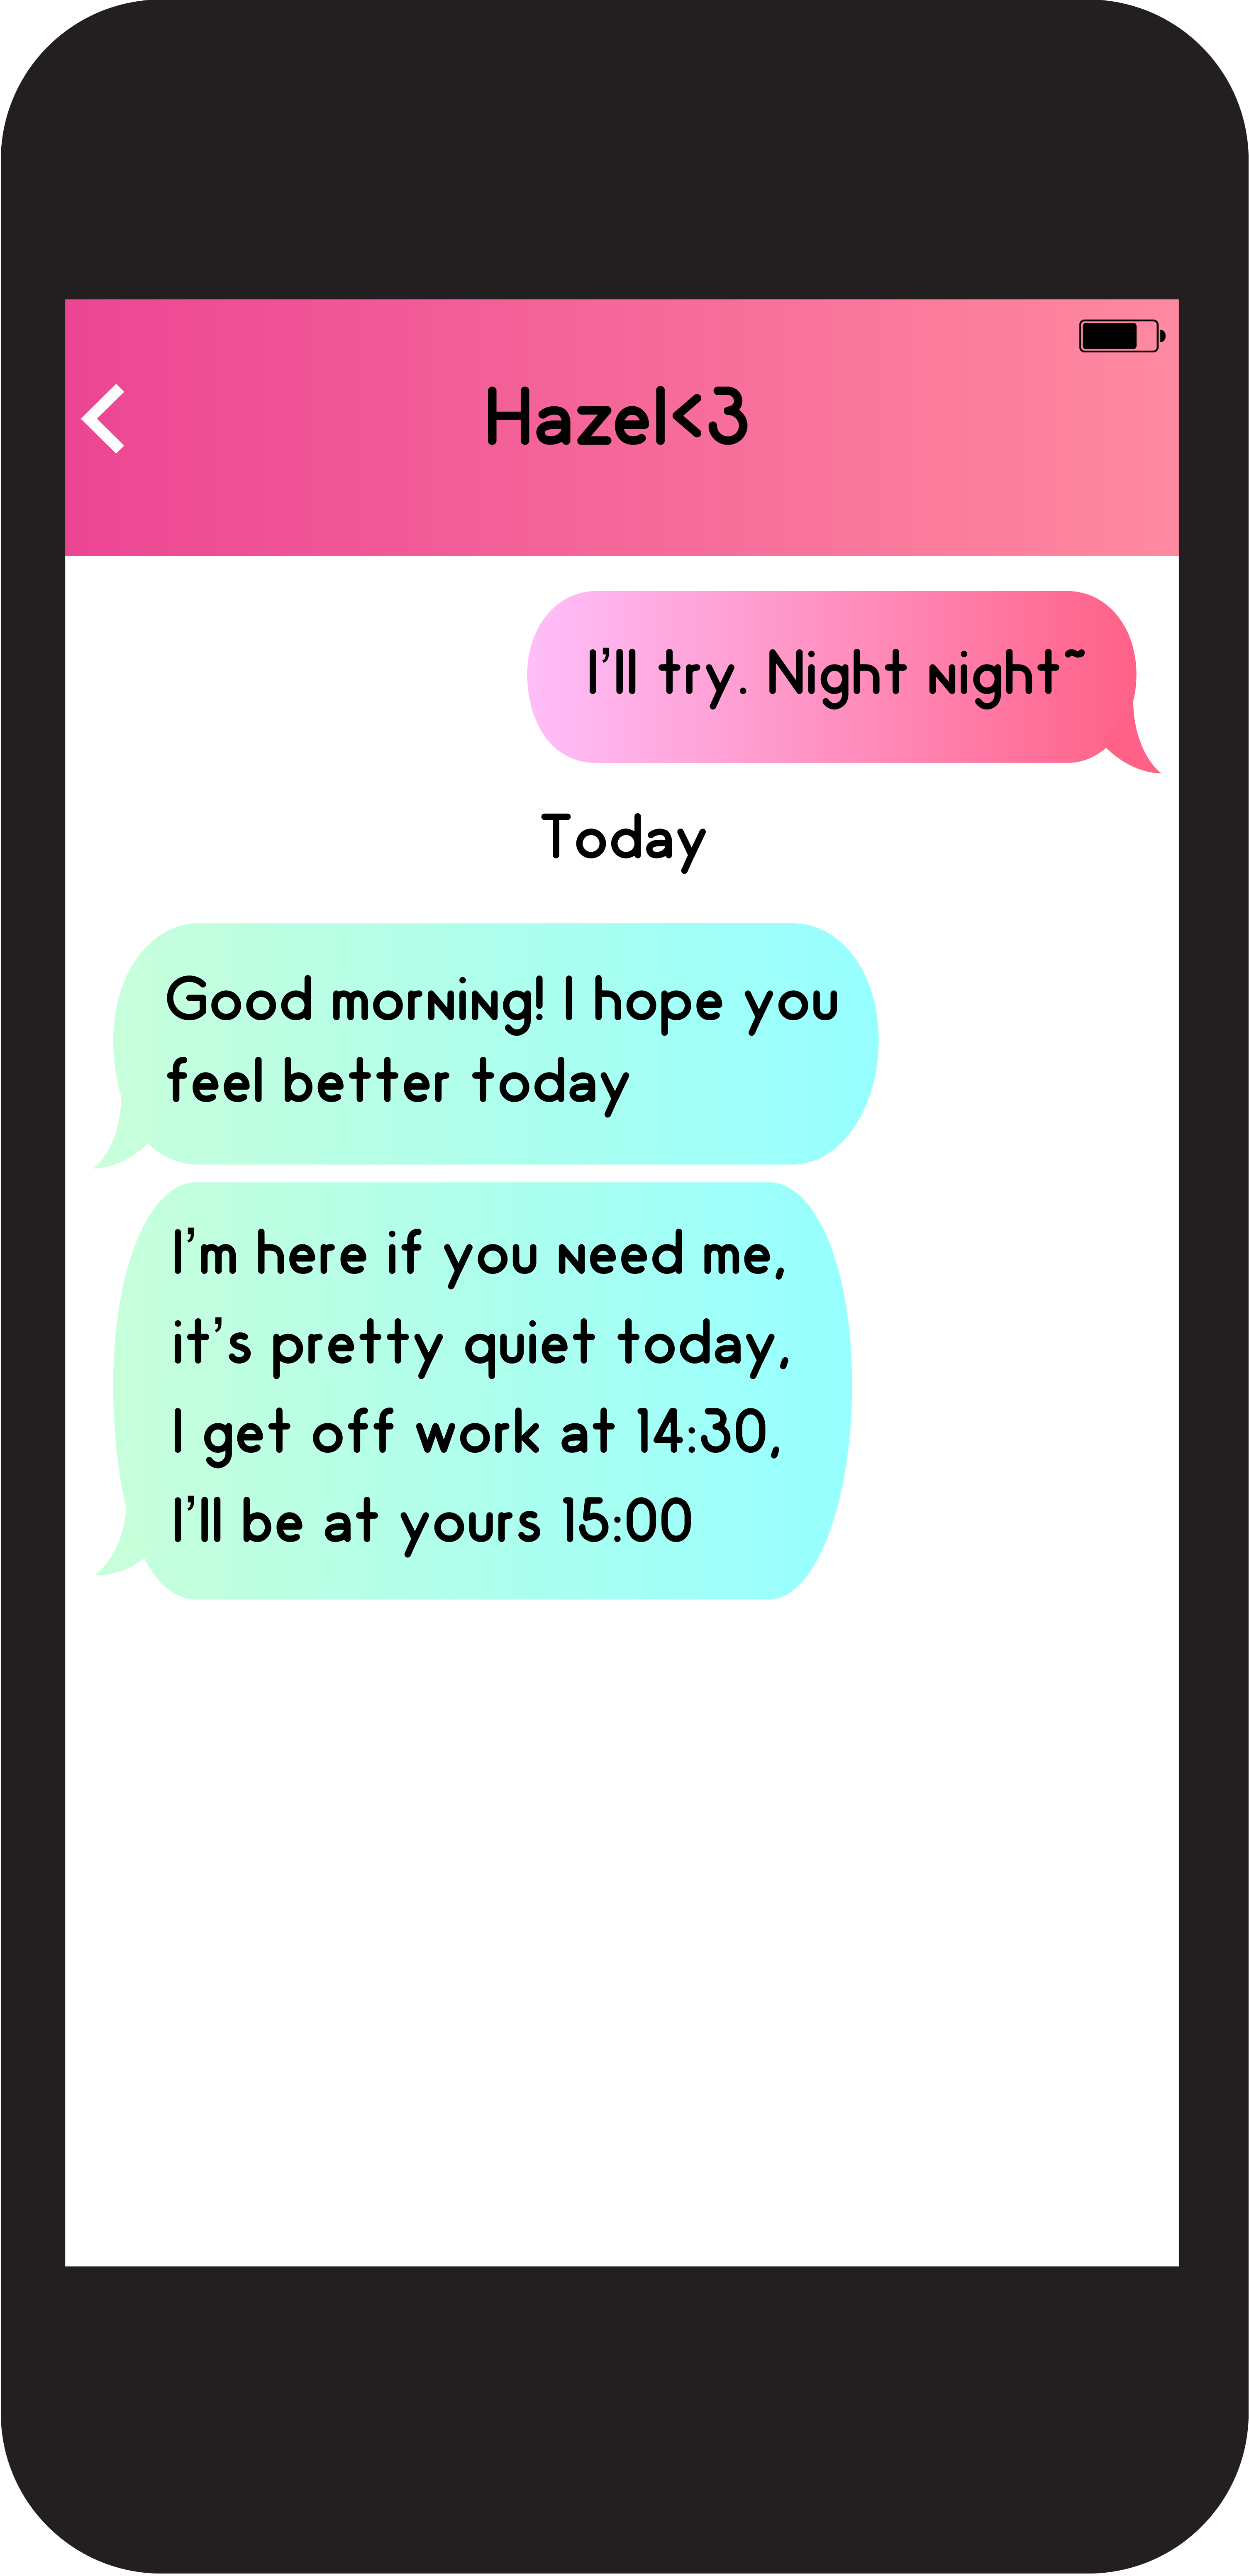 Hazel<3
I'll try. Night night~
Today
Good morning! I hope you
feel better today
I'm here if you need me,
it's pretty quiet today,
I get off work at 14:30,
I'll be at yours 15:00